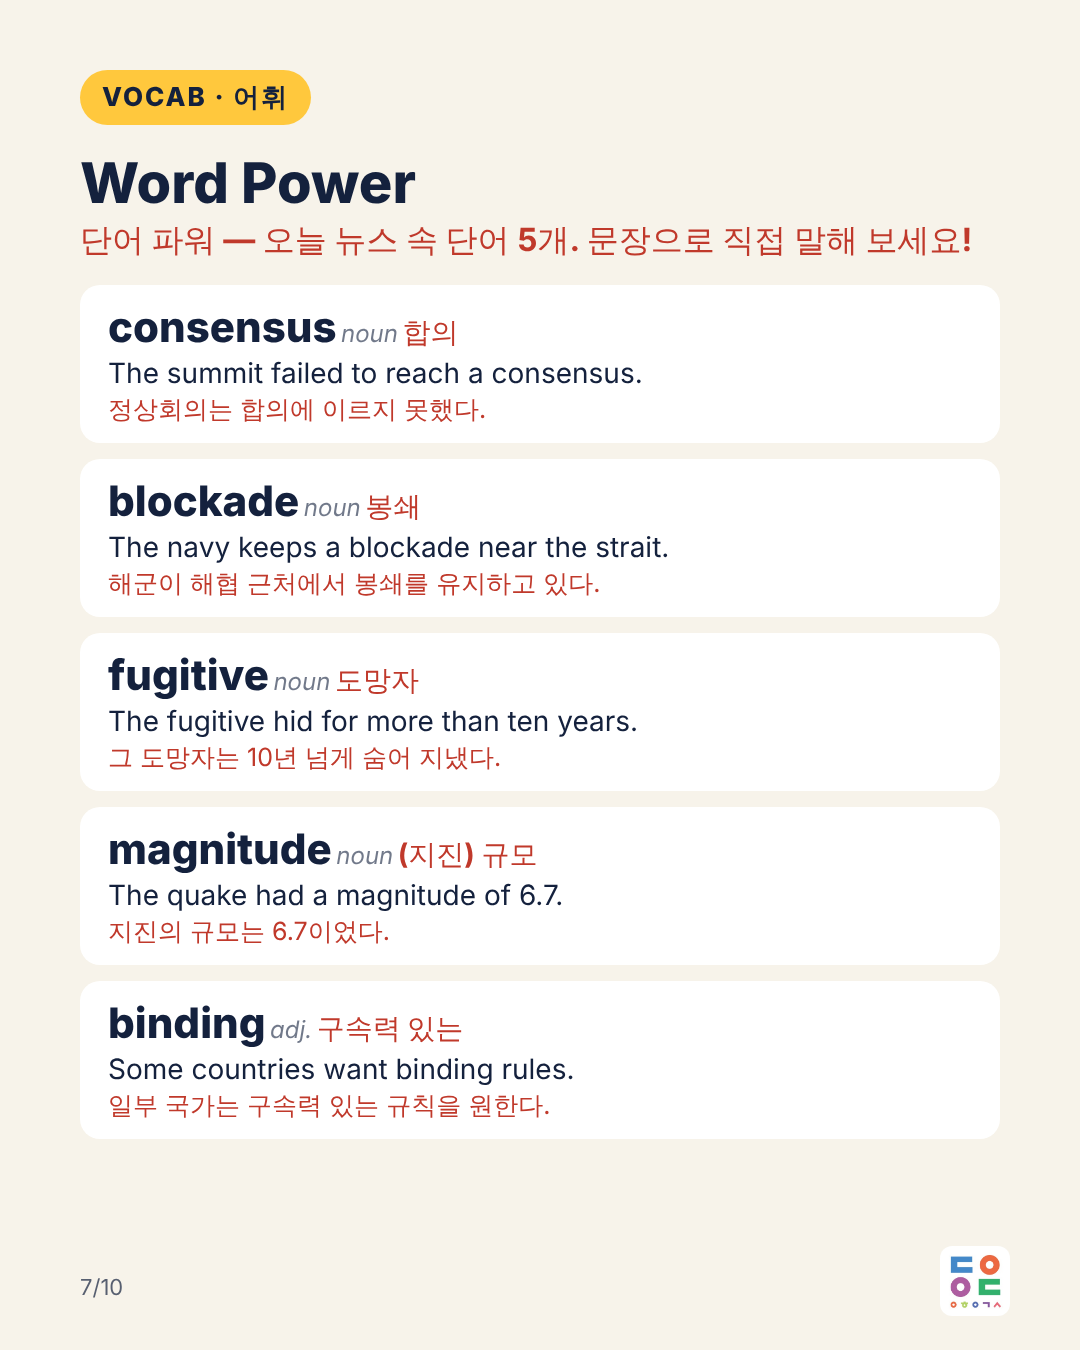 VOCAB · 어휘
Word Power
단어 파워 — 오늘 뉴스 속 단어 5개. 문장으로 직접 말해 보세요!
consensus noun 합의
The summit failed to reach a consensus.
정상회의는 합의에 이르지 못했다.
blockade noun 봉쇄
The navy keeps a blockade near the strait.
해군이 해협 근처에서 봉쇄를 유지하고 있다.
fugitive noun 도망자
The fugitive hid for more than ten years.
그 도망자는 10년 넘게 숨어 지냈다.
magnitude noun (지진) 규모
The quake had a magnitude of 6.7.
지진의 규모는 6.7이었다.
binding adj. 구속력 있는
Some countries want binding rules.
일부 국가는 구속력 있는 규칙을 원한다.
7/10